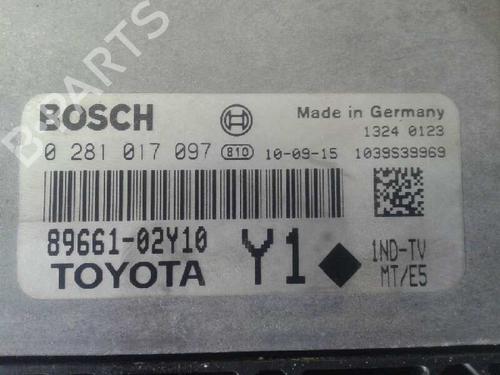 B-PARTS
BOSCH
Made in Germany
1324 0123
0 281 017 097 810 10-09-15 1039S39969
89661-02Y10
TOYOTA
Y1
1ND-TV
MT/E5